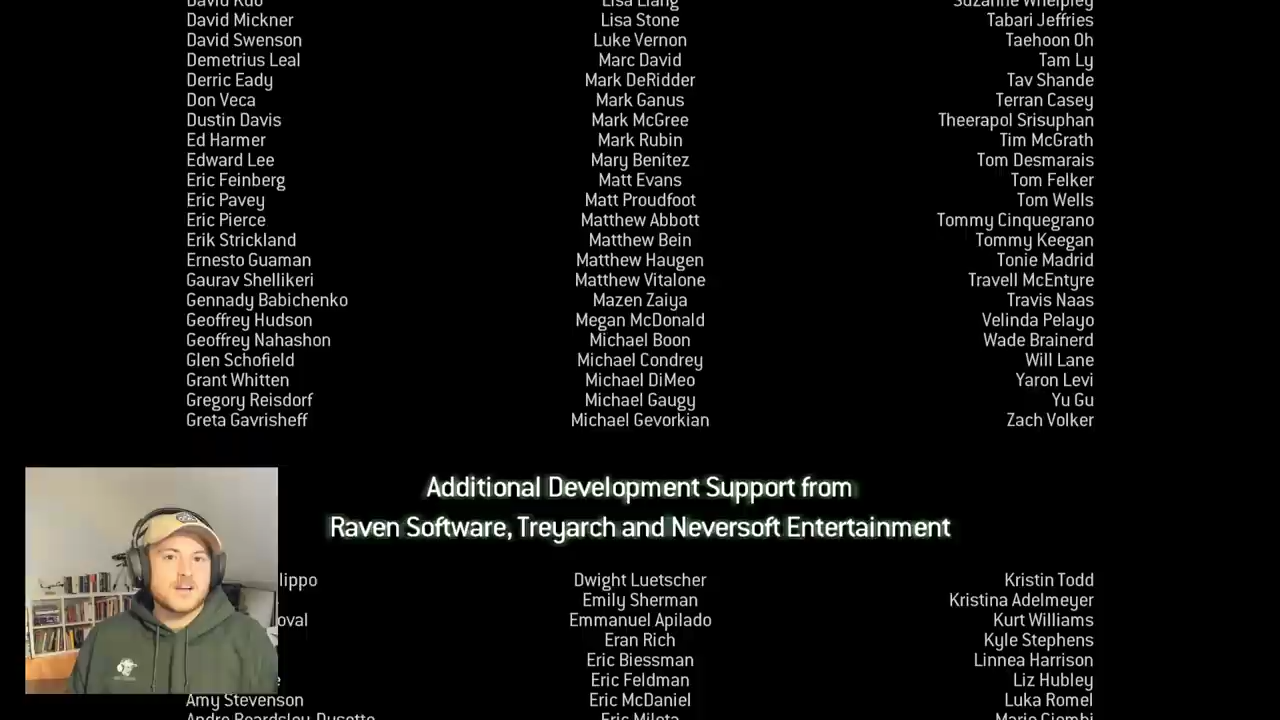 David Kuo Lisa Liang Suzanne Whelpley
David Mickner Lisa Stone Tabari Jeffries
David Swenson Luke Vernon Taehoon Oh
Demetrius Leal Marc David Tam Ly
Derric Eady Mark DeRidder Tav Shande
Don Veca Mark Ganus Terran Casey
Dustin Davis Mark McGree Theerapol Srisuphan
Ed Harmer Mark Rubin Tim McGrath
Edward Lee Mary Benitez Tom Desmarais
Eric Feinberg Matt Evans Tom Felker
Eric Pavey Matt Proudfoot Tom Wells
Eric Pierce Matthew Abbott Tommy Cinquegrano
Erik Strickland Matthew Bein Tommy Keegan
Ernesto Guaman Matthew Haugen Tonie Madrid
Gaurav Shellikeri Matthew Vitalone Travell McEntyre
Gennady Babichenko Mazen Zaiya Travis Naas
Geoffrey Hudson Megan McDonald Velinda Pelayo
Geoffrey Nahashon Michael Boon Wade Brainerd
Glen Schofield Michael Condrey Will Lane
Grant Whitten Michael DiMeo Yaron Levi
Gregory Reisdorf Michael Gaugy Yu Gu
Greta Gavrisheff Michael Gevorkian Zach Volker
Additional Development Support from
Raven Software, Treyarch and Neversoft Entertainment
lippo Dwight Luetscher Kristin Todd
Emily Sherman Kristina Adelmeyer
oval Emmanuel Apilado Kurt Williams
Eran Rich Kyle Stephens
Eric Biessman Linnea Harrison
Eric Feldman Liz Hubley
Amy Stevenson Eric McDaniel Luka Romel